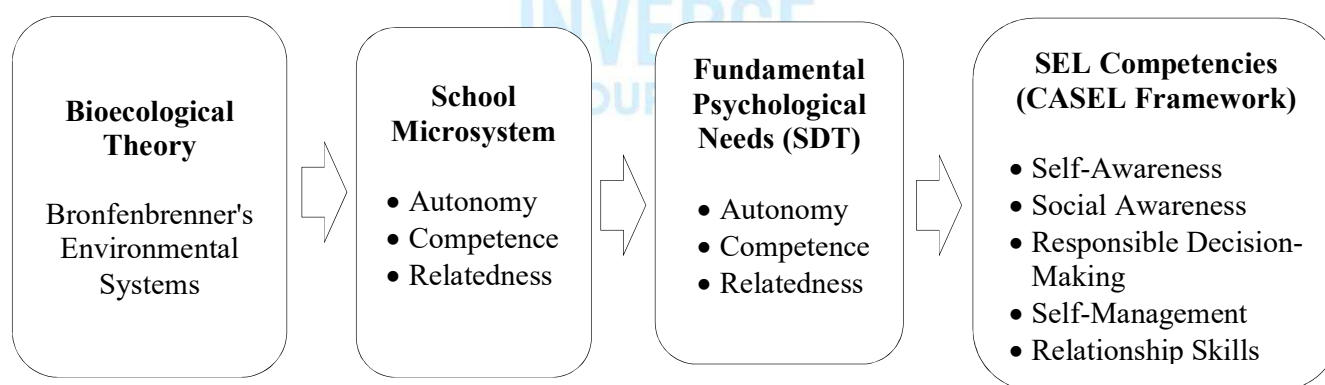 Bioecological
Theory
Bronfenbrenner's
Environmental
Systems
School
Microsystem
• Autonomy
• Competence
• Relatedness
Fundamental
Psychological
Needs (SDT)
• Autonomy
• Competence
• Relatedness
SEL Competencies
(CASEL Framework)
• Self-Awareness
• Social Awareness
• Responsible Decision-
Making
• Self-Management
• Relationship Skills